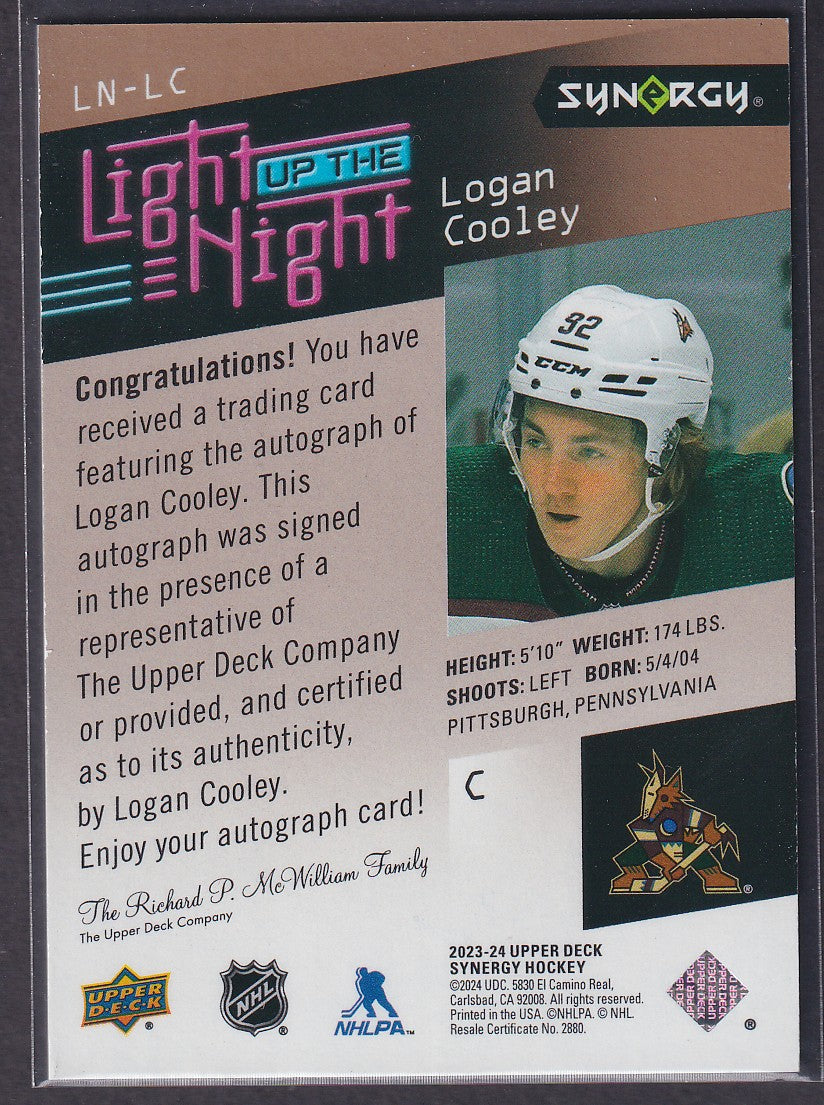 LN-LC
SYNERGY®
Light UP THE
Night
Logan
Cooley
92
CCM
Congratulations! You have
received a trading card
featuring the autograph of
Logan Cooley. This
autograph was signed
in the presence of a
representative of
The Upper Deck Company
or provided, and certified
as to its authenticity,
by Logan Cooley.
Enjoy your autograph card!
The Richard P. McWilliam Family
The Upper Deck Company
HEIGHT: 5'10" WEIGHT: 174 LBS.
SHOOTS: LEFT BORN: 5/4/04
PITTSBURGH, PENNSYLVANIA
C
®
UPPER
D·E·C·K
®
NHL
®
NHLPA™
2023-24 UPPER DECK
SYNERGY HOCKEY
©2024 UDC. 5830 El Camino Real,
Carlsbad, CA 92008. All rights reserved.
Printed in the USA. ©NHLPA. © NHL.
Resale Certificate No. 2880.
UPPER DECK
®